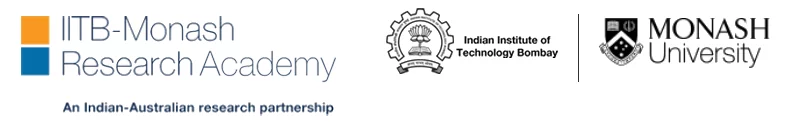 IITB-Monash
Research Academy
An Indian-Australian research partnership
Indian Institute of
Technology Bombay
MONASH
University